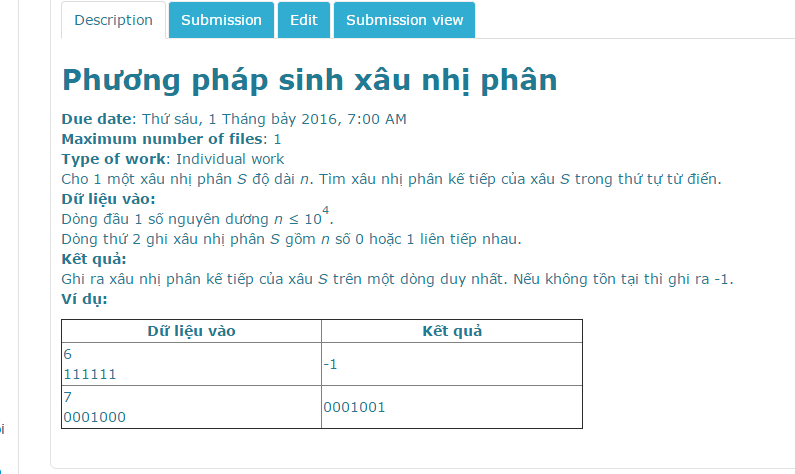 Description Submission Edit Submission view
Phương pháp sinh xâu nhị phân
Due date: Thứ sáu, 1 Tháng bảy 2016, 7:00 AM
Maximum number of files: 1
Type of work: Individual work
Cho 1 một xâu nhị phân S độ dài n. Tìm xâu nhị phân kế tiếp của xâu S trong thứ tự từ điển.
Dữ liệu vào:
Dòng đầu 1 số nguyên dương n ≤ 10⁴.
Dòng thứ 2 ghi xâu nhị phân S gồm n số 0 hoặc 1 liên tiếp nhau.
Kết quả:
Ghi ra xâu nhị phân kế tiếp của xâu S trên một dòng duy nhất. Nếu không tồn tại thì ghi ra -1.
Ví dụ:
Dữ liệu vào Kết quả
6
111111
-1
7
0001000
0001001